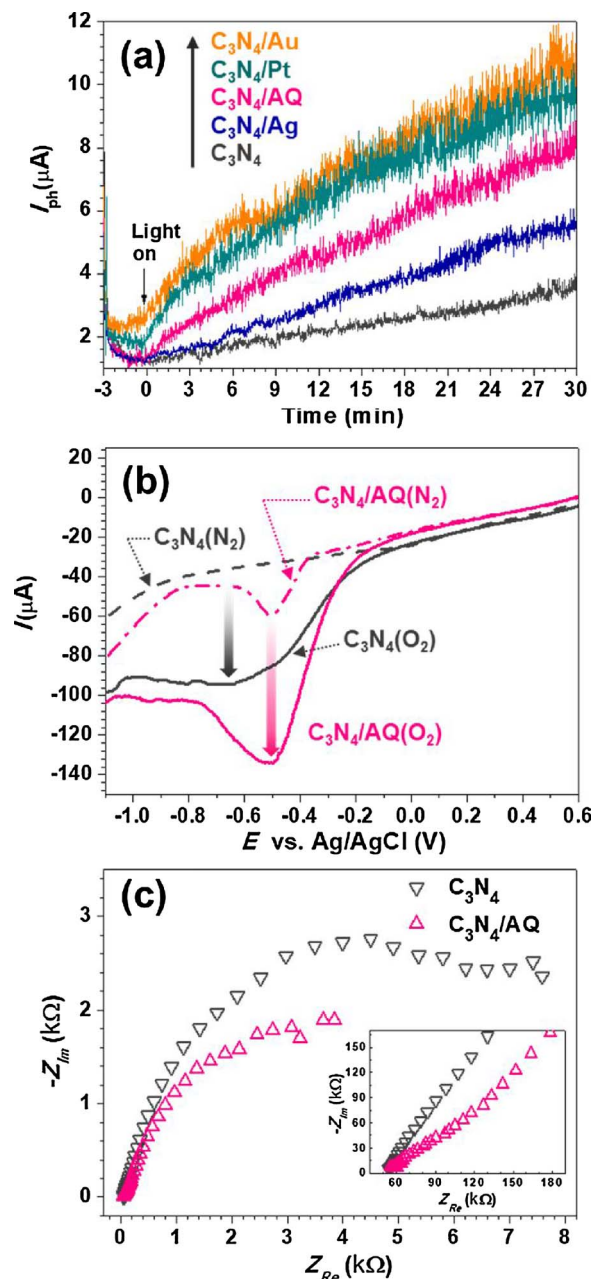 (a)
C₃N₄/Au
C₃N₄/Pt
C₃N₄/AQ
C₃N₄/Ag
C₃N₄
Light
on
12
10
8
6
4
2
I_ph(μA)
-3 0 3 6 9 12 15 18 21 24 27 30
Time (min)
(b)
C₃N₄/AQ(N₂)
C₃N₄(N₂)
C₃N₄(O₂)
C₃N₄/AQ(O₂)
20
0
-20
-40
-60
-80
-100
-120
-140
I(μA)
-1.0 -0.8 -0.6 -0.4 -0.2 0.0 0.2 0.4 0.6
E vs. Ag/AgCl (V)
(c)
C₃N₄
C₃N₄/AQ
3
2
1
0
-Z_Im (kΩ)
150
120
90
60
30
0
-Z_Im (kΩ)
60 90 120 150 180
Z_Re (kΩ)
0 1 2 3 4 5 6 7 8
Z_Re (kΩ)